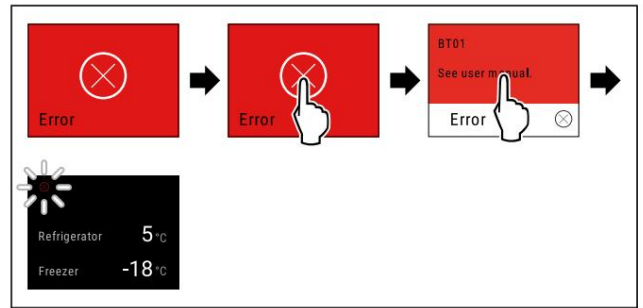 Error
Error
BT01
See user manual.
Error
Refrigerator 5 °C
Freezer -18 °C